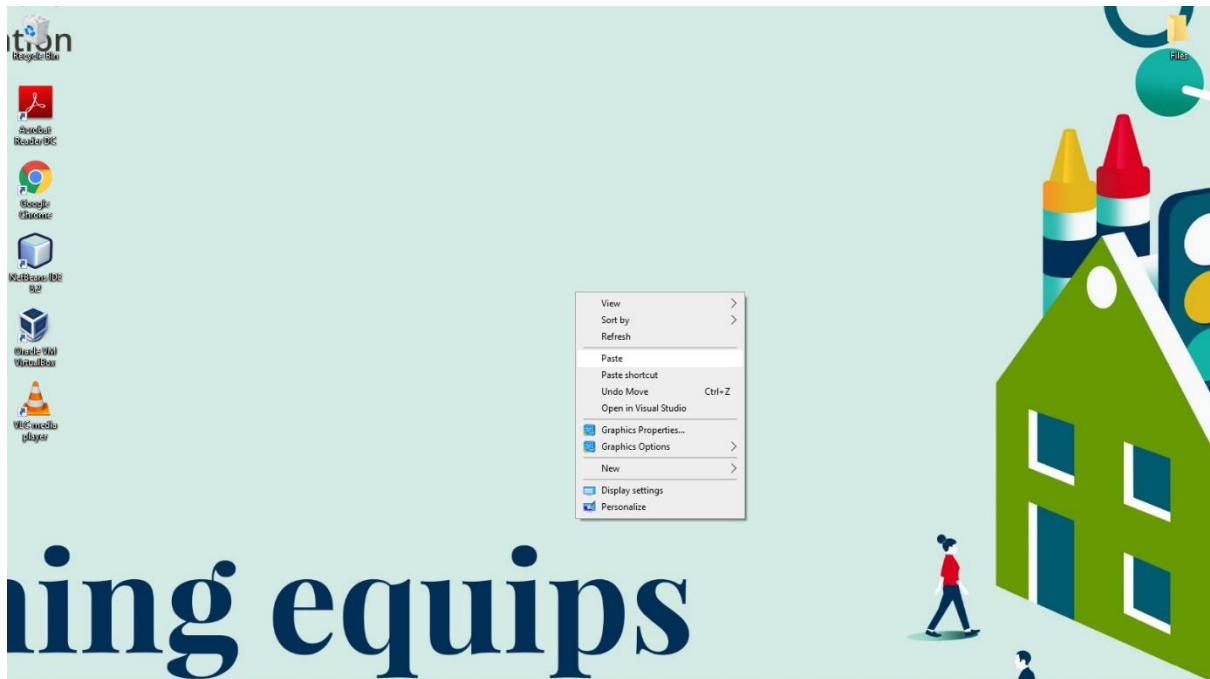 ation
Recycle Bin
Acrobat
Reader DC
Google
Chrome
NetBeans IDE
8.2
Oracle VM
VirtualBox
VLC media
player
Files
View
Sort by
Refresh
Paste
Paste shortcut
Undo Move Ctrl+Z
Open in Visual Studio
Graphics Properties...
Graphics Options
New
Display settings
Personalize
ning equips